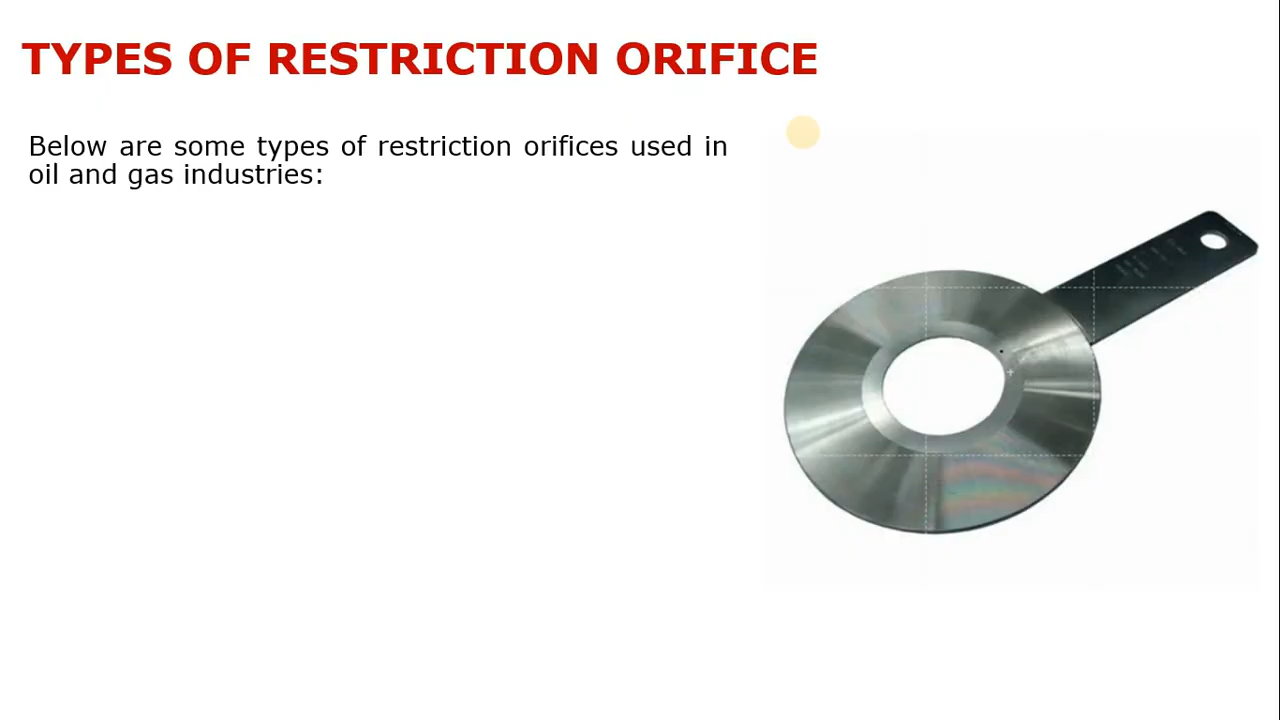 TYPES OF RESTRICTION ORIFICE
Below are some types of restriction orifices used in
oil and gas industries: